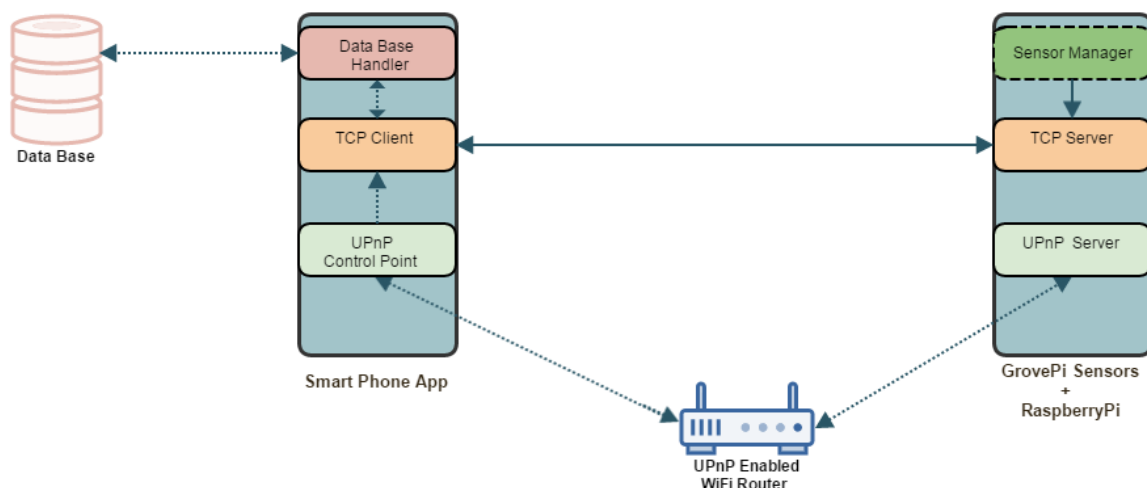 Data Base
Handler
Sensor Manager
TCP Client
TCP Server
Data Base
UPnP
Control Point
UPnP Server
Smart Phone App
GrovePi Sensors
+
RaspberryPi
UPnP Enabled
WiFi Router